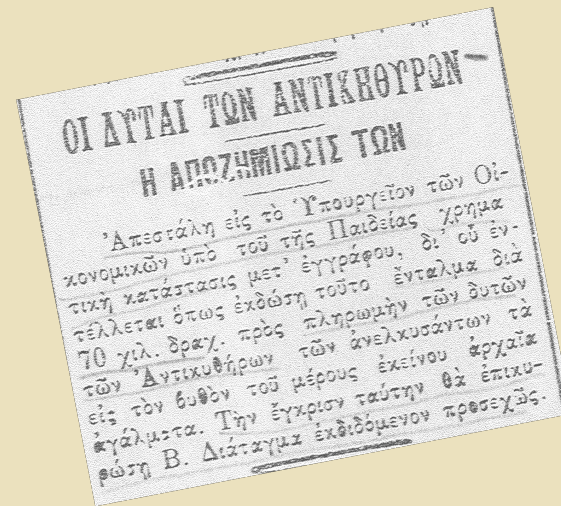 ΟΙ ΔΥΤΑΙ ΤΩΝ ΑΝΤΙΚΗΘΥΡΩΝ
Η ΑΠΟΖΗΜΙΩΣΙΣ ΤΩΝ
Ἀπεστάλη εἰς τὸ Ὑπουργεῖον τῶν Οἰ-
κονομικῶν ὑπὸ τοῦ τῆς Παιδείας χρημα
τικὴ κατάστασις μετ' ἐγγράφου, δι' οὗ ἐν-
τέλλεται ὅπως ἐκδώσῃ τοῦτο ἔνταλμα διὰ
70 χιλ. δραχ. πρὸς πληρωμὴν τῶν δυτῶν
τῶν Ἀντικυθήρων τῶν ἀνελκυσάντων τὰ
εἰς τὸν βυθὸν τοῦ μέρους ἐκείνου ἀρχαῖα
ἀγάλματα. Τὴν ἔγκρισν ταύτην θὰ ἐπικυ-
ρώσῃ Β. Διάταγμα ἐκδιδόμενον προσεχῶς.